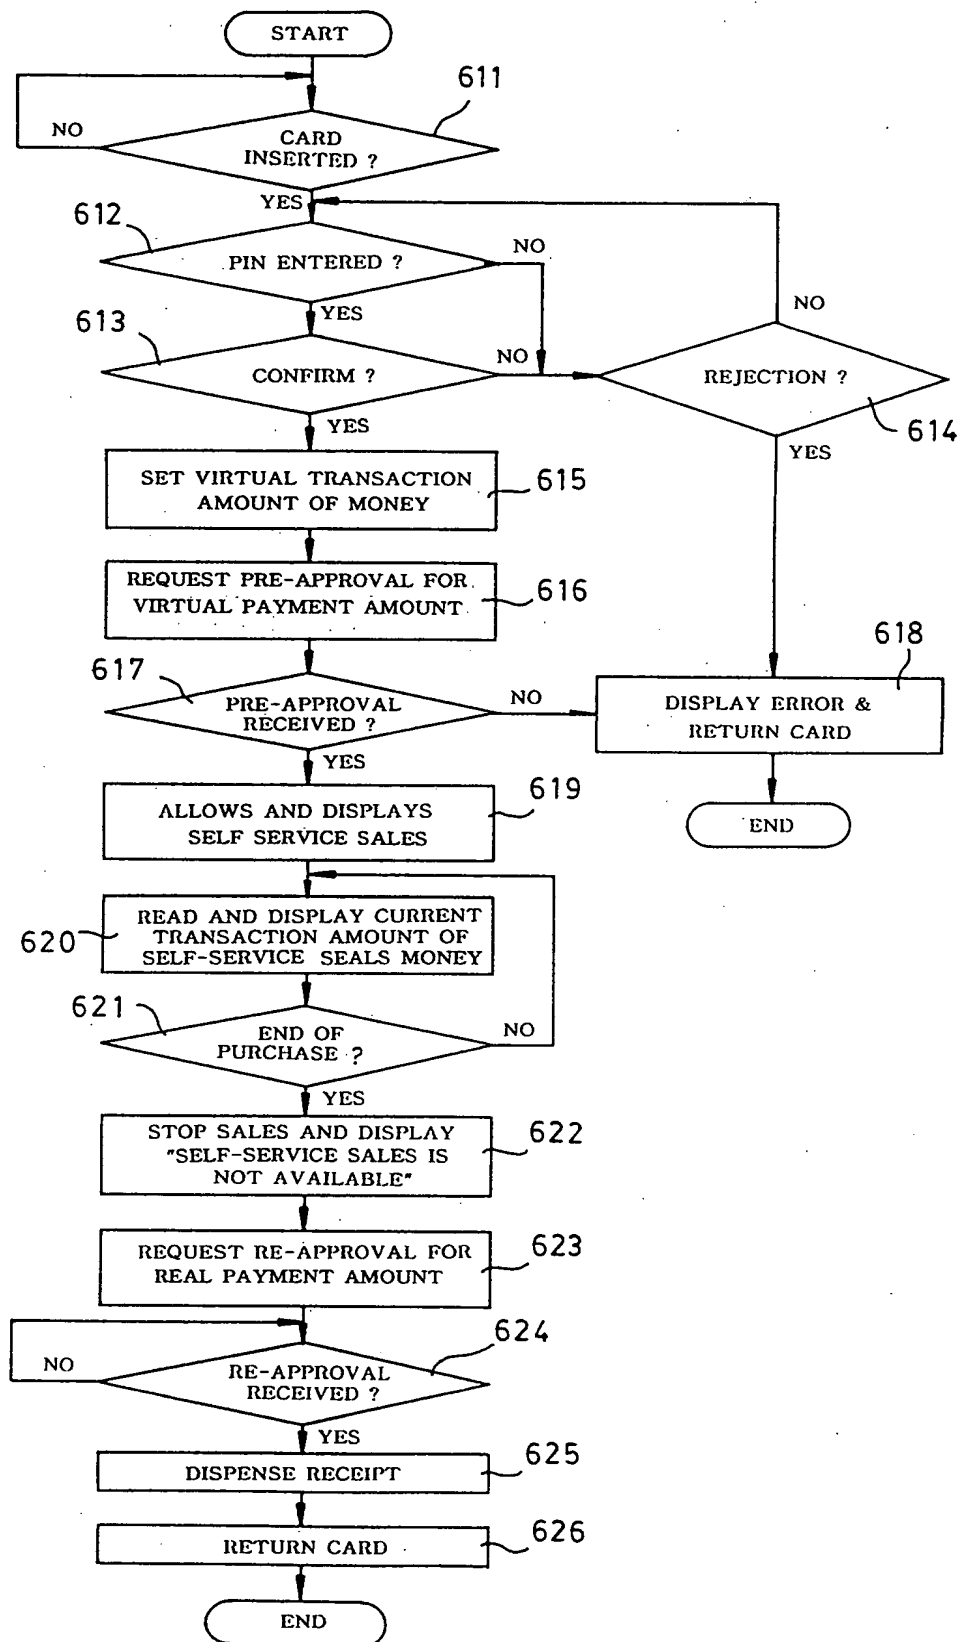 START
611
NO
CARD
INSERTED ?
YES
612
NO
PIN ENTERED ?
NO
YES
613
NO
CONFIRM ?
REJECTION ?
614
YES
YES
SET VIRTUAL TRANSACTION
AMOUNT OF MONEY
615
REQUEST PRE-APPROVAL FOR
VIRTUAL PAYMENT AMOUNT
616
617
618
NO
PRE-APPROVAL
RECEIVED ?
DISPLAY ERROR &
RETURN CARD
YES
619
ALLOWS AND DISPLAYS
SELF SERVICE SALES
END
READ AND DISPLAY CURRENT
TRANSACTION AMOUNT OF
SELF-SERVICE SEALS MONEY
620
621
END OF
PURCHASE ?
NO
YES
STOP SALES AND DISPLAY
"SELF-SERVICE SALES IS
NOT AVAILABLE"
622
REQUEST RE-APPROVAL FOR
REAL PAYMENT AMOUNT
623
624
NO
RE-APPROVAL
RECEIVED ?
YES
DISPENSE RECEIPT
625
RETURN CARD
626
END